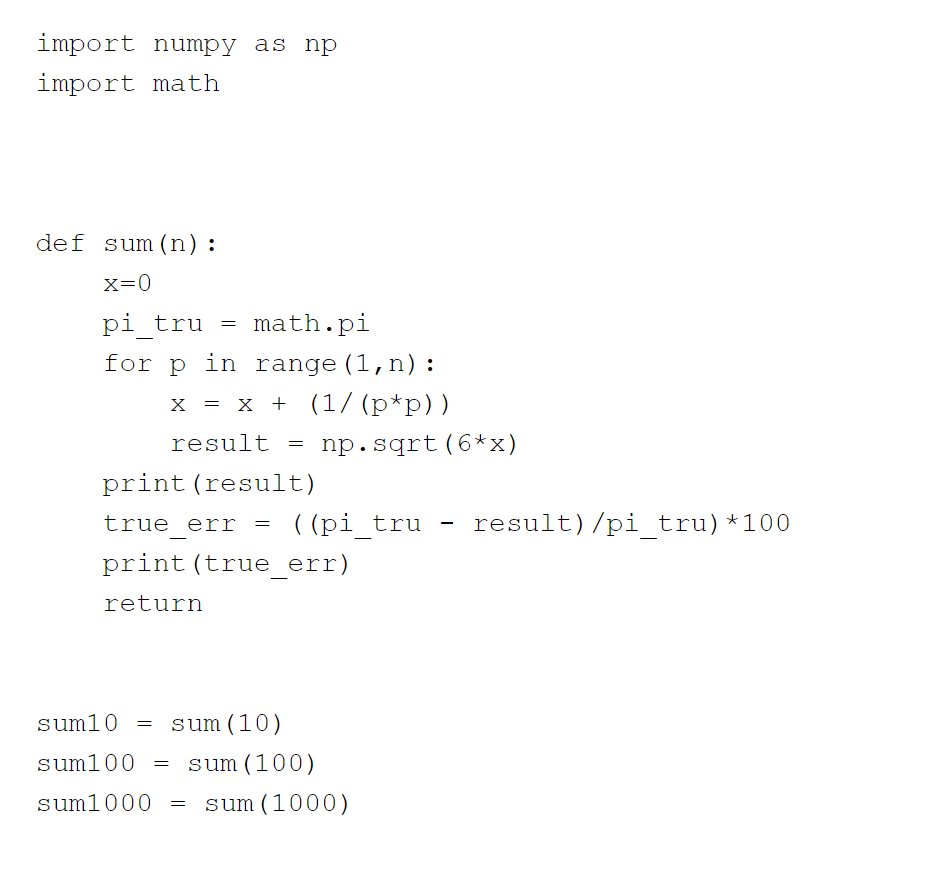 import numpy as np
import math
def sum(n):
    x=0
    pi_tru = math.pi
    for p in range(1,n):
        x = x + (1/(p*p))
        result = np.sqrt(6*x)
    print(result)
    true_err = ((pi_tru - result)/pi_tru)*100
    print(true_err)
    return
sum10 = sum(10)
sum100 = sum(100)
sum1000 = sum(1000)